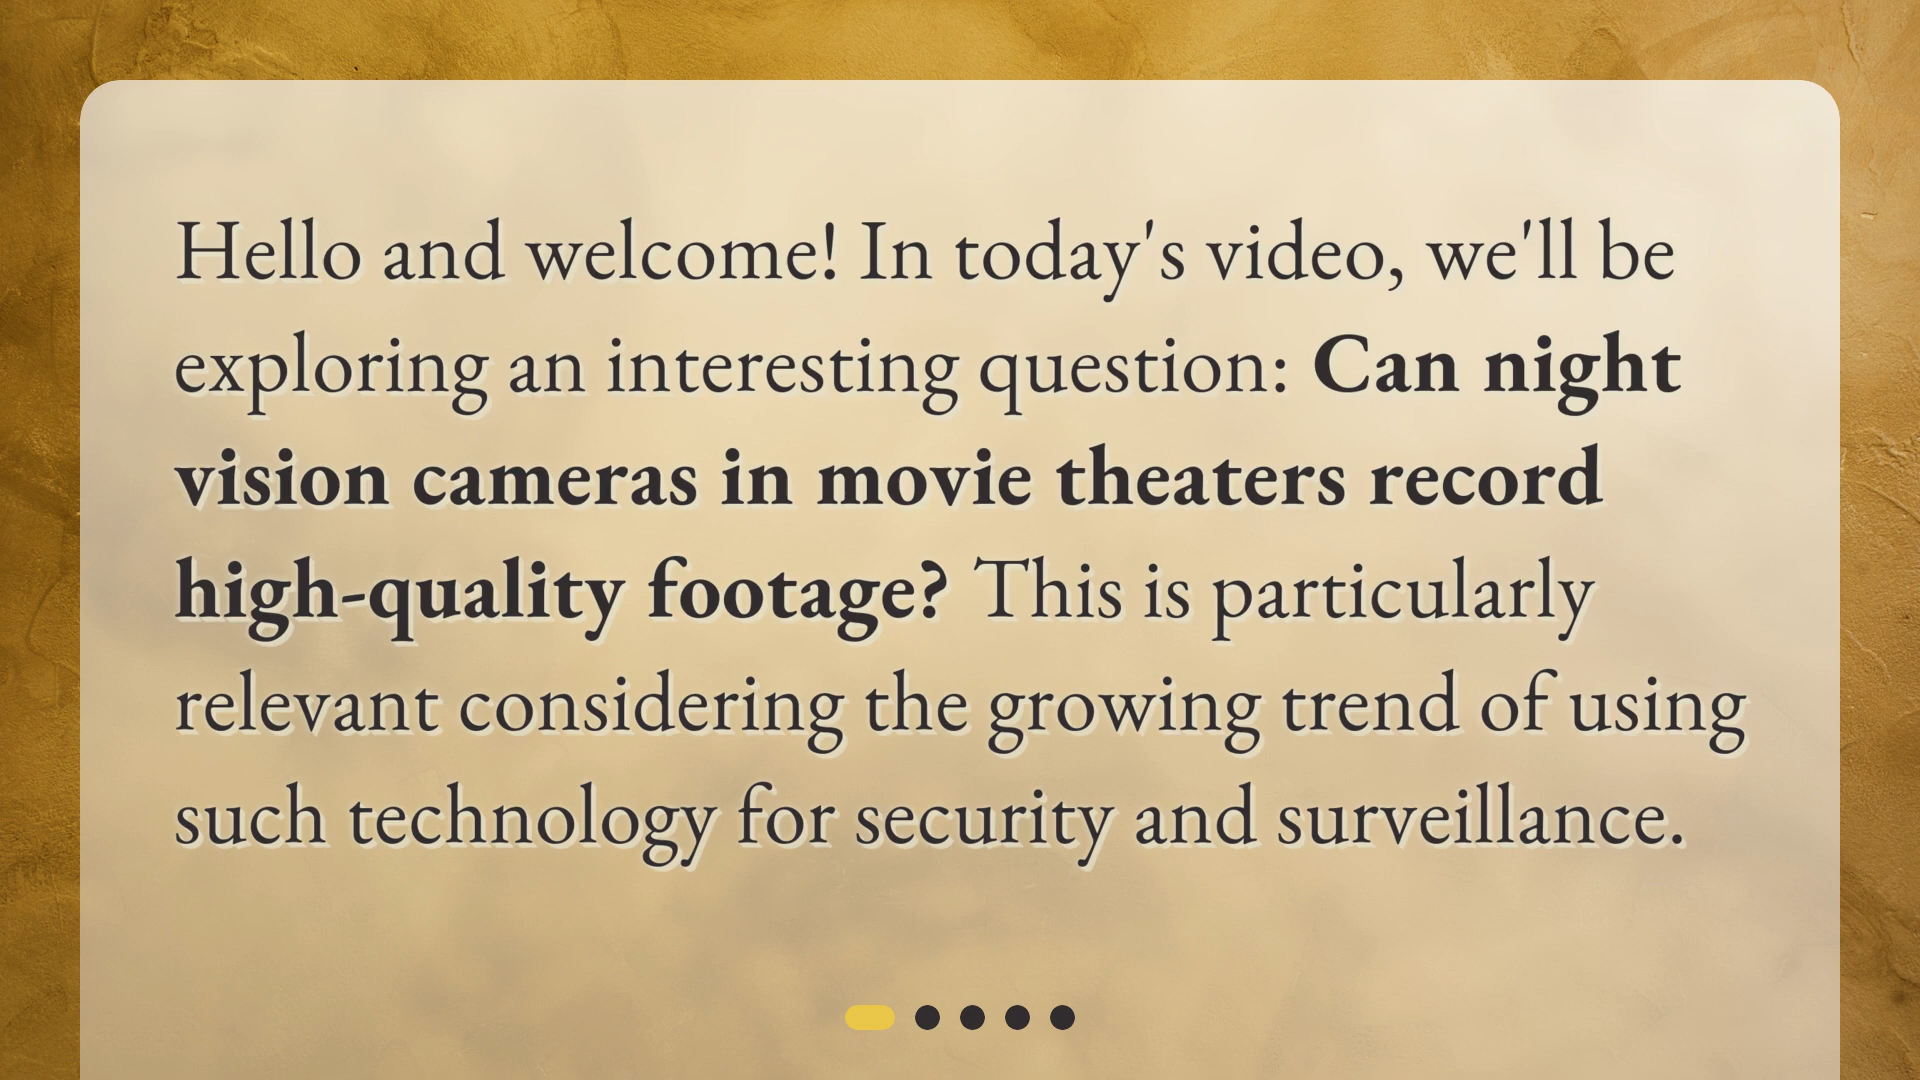 Hello and welcome! In today's video, we'll be
exploring an interesting question: Can night
vision cameras in movie theaters record
high-quality footage? This is particularly
relevant considering the growing trend of using
such technology for security and surveillance.